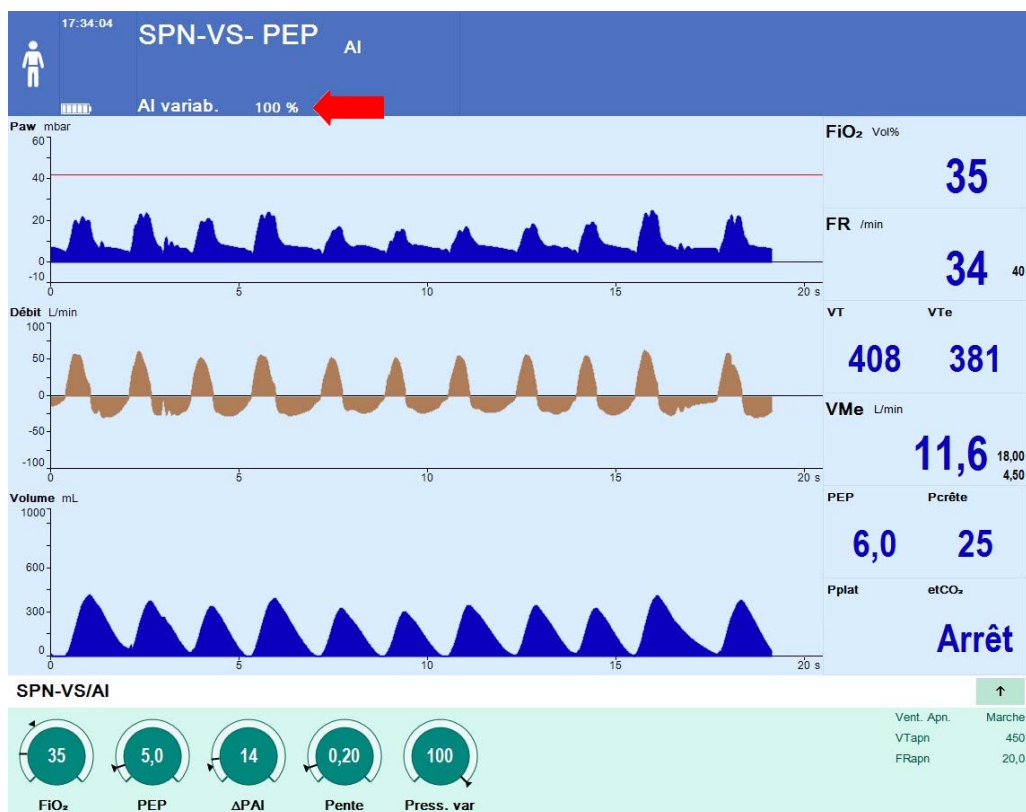 17:34:04
SPN-VS- PEP AI
AI variab. 100 %
Paw mbar
60
40
20
0
-10
0 5 10 15 20 s
Débit L/min
100
50
0
-50
-100
0 5 10 15 20 s
Volume mL
1000
600
300
0
0 5 10 15 20 s
FiO₂ Vol%
35
FR /min
34 40
VT VTe
408 381
VMe L/min
11,6 18,00
4,50
PEP Pcrête
6,0 25
Pplat etCO₂
Arrêt
SPN-VS/AI
35 5,0 14 0,20 100
FiO₂ PEP ΔPAI Pente Press. var
Vent. Apn. Marche
VTapn 450
FRapn 20,0